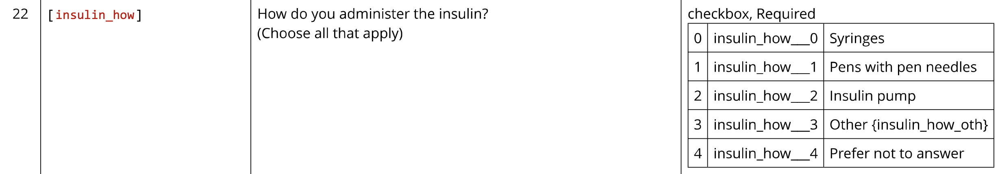 22 [insulin_how] How do you administer the insulin? checkbox, Required
(Choose all that apply)
0 insulin_how___0 Syringes
1 insulin_how___1 Pens with pen needles
2 insulin_how___2 Insulin pump
3 insulin_how___3 Other {insulin_how_oth}
4 insulin_how___4 Prefer not to answer